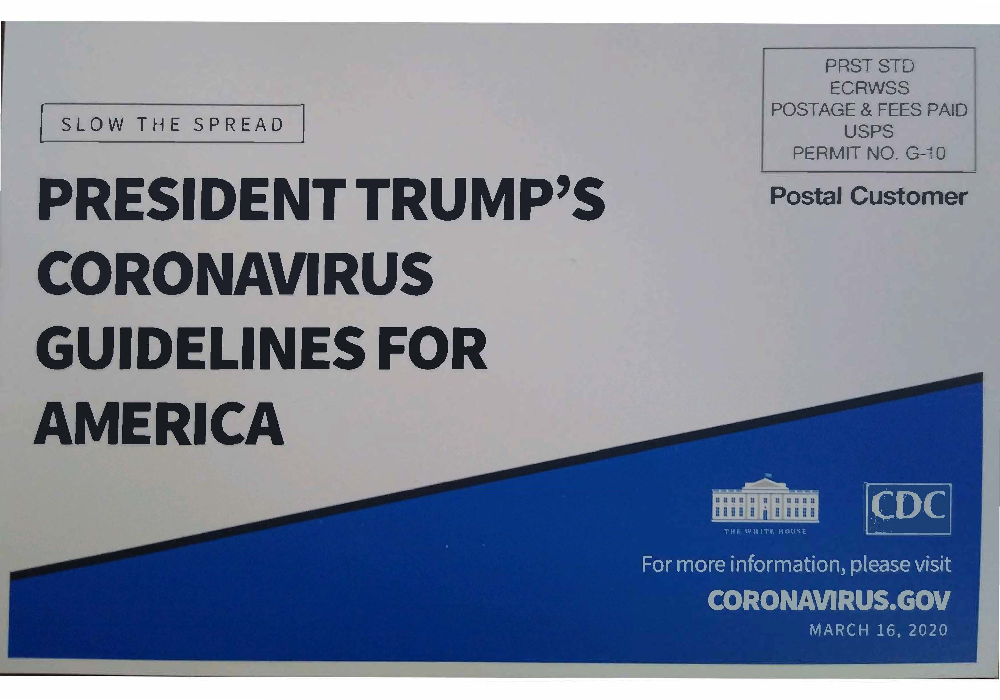 SLOW THE SPREAD
PRESIDENT TRUMP'S
CORONAVIRUS
GUIDELINES FOR
AMERICA
PRST STD
ECRWSS
POSTAGE & FEES PAID
USPS
PERMIT NO. G-10
Postal Customer
THE WHITE HOUSE
CDC
For more information, please visit
CORONAVIRUS.GOV
MARCH 16, 2020